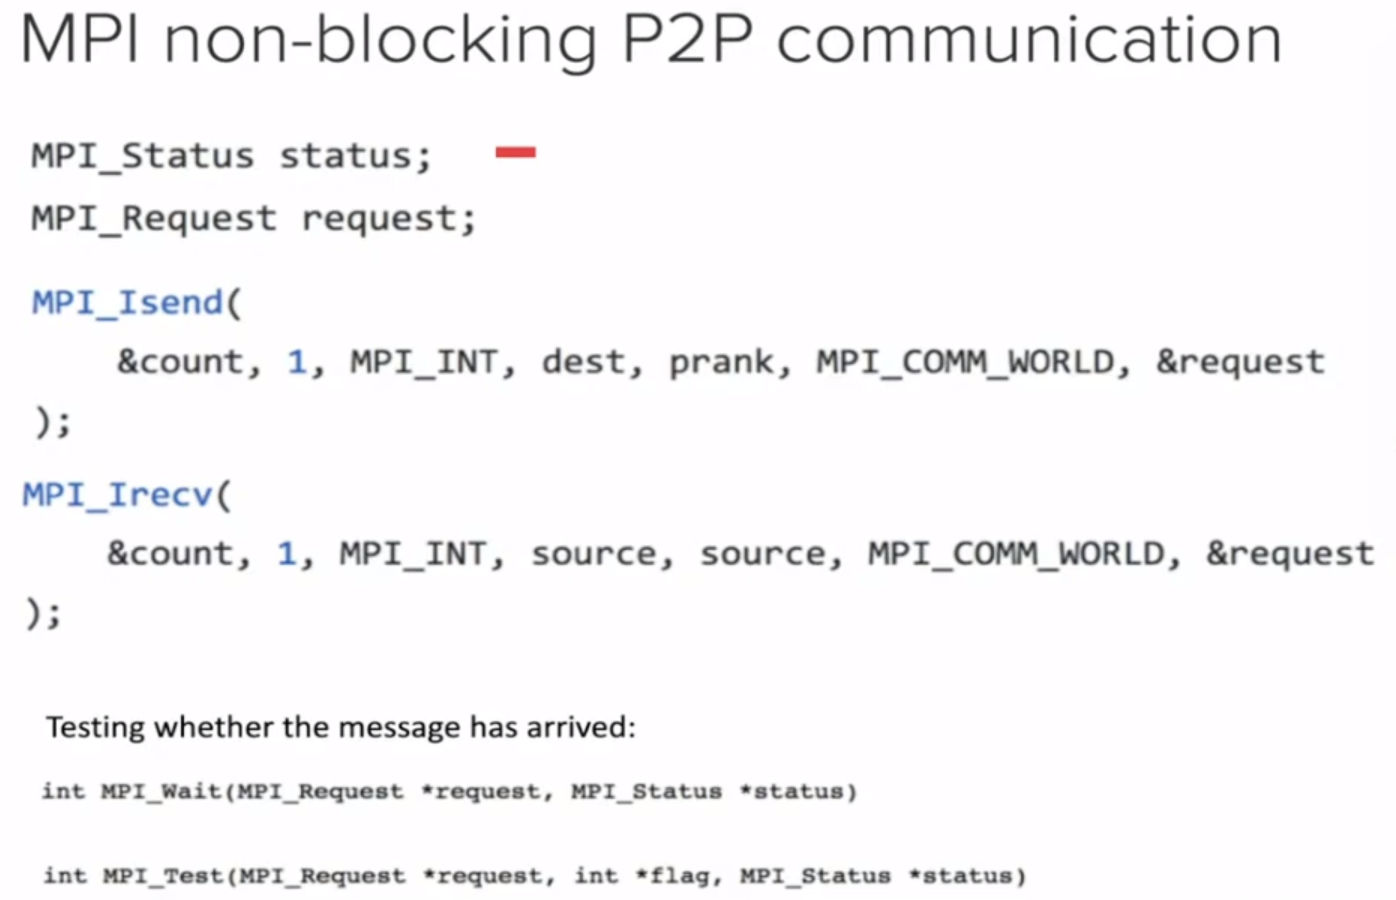 MPI non-blocking P2P communication
MPI_Status status;
MPI_Request request;
MPI_Isend(
&count, 1, MPI_INT, dest, prank, MPI_COMM_WORLD, &request
);
MPI_Irecv(
&count, 1, MPI_INT, source, source, MPI_COMM_WORLD, &request
);
Testing whether the message has arrived:
int MPI_Wait(MPI_Request *request, MPI_Status *status)
int MPI_Test(MPI_Request *request, int *flag, MPI_Status *status)